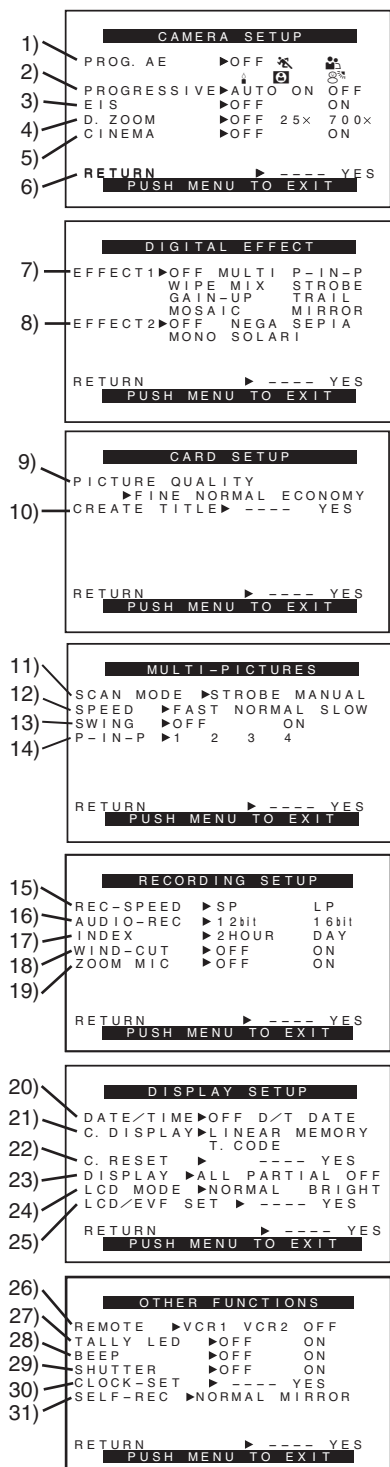 CAMERA SETUP
1) PROG. AE ▶OFF
2) PROGRESSIVE▶AUTO ON OFF
3) EIS ▶OFF ON
4) D. ZOOM ▶OFF 25× 700×
5) CINEMA ▶OFF ON
6) RETURN ▶ ---- YES
PUSH MENU TO EXIT
DIGITAL EFFECT
7) EFFECT1▶OFF MULTI P-IN-P
WIPE MIX STROBE
GAIN-UP TRAIL
MOSAIC MIRROR
8) EFFECT2▶OFF NEGA SEPIA
MONO SOLARI
RETURN ▶ ---- YES
PUSH MENU TO EXIT
CARD SETUP
9) PICTURE QUALITY
▶FINE NORMAL ECONOMY
10) CREATE TITLE▶ ---- YES
RETURN ▶ ---- YES
PUSH MENU TO EXIT
MULTI-PICTURES
11) SCAN MODE ▶STROBE MANUAL
12) SPEED ▶FAST NORMAL SLOW
13) SWING ▶OFF ON
14) P-IN-P ▶1 2 3 4
RETURN ▶ ---- YES
PUSH MENU TO EXIT
RECORDING SETUP
15) REC-SPEED ▶SP LP
16) AUDIO-REC ▶12bit 16bit
17) INDEX ▶2HOUR DAY
18) WIND-CUT ▶OFF ON
19) ZOOM MIC ▶OFF ON
RETURN ▶ ---- YES
PUSH MENU TO EXIT
DISPLAY SETUP
20) DATE/TIME▶OFF D/T DATE
21) C. DISPLAY▶LINEAR MEMORY
T. CODE
22) C. RESET ▶ ---- YES
23) DISPLAY ▶ALL PARTIAL OFF
24) LCD MODE ▶NORMAL BRIGHT
25) LCD/EVF SET ▶ ---- YES
RETURN ▶ ---- YES
PUSH MENU TO EXIT
OTHER FUNCTIONS
26) REMOTE ▶VCR1 VCR2 OFF
27) TALLY LED ▶OFF ON
28) BEEP ▶OFF ON
29) SHUTTER ▶OFF ON
30) CLOCK-SET ▶ ---- YES
31) SELF-REC ▶NORMAL MIRROR
RETURN ▶ ---- YES
PUSH MENU TO EXIT